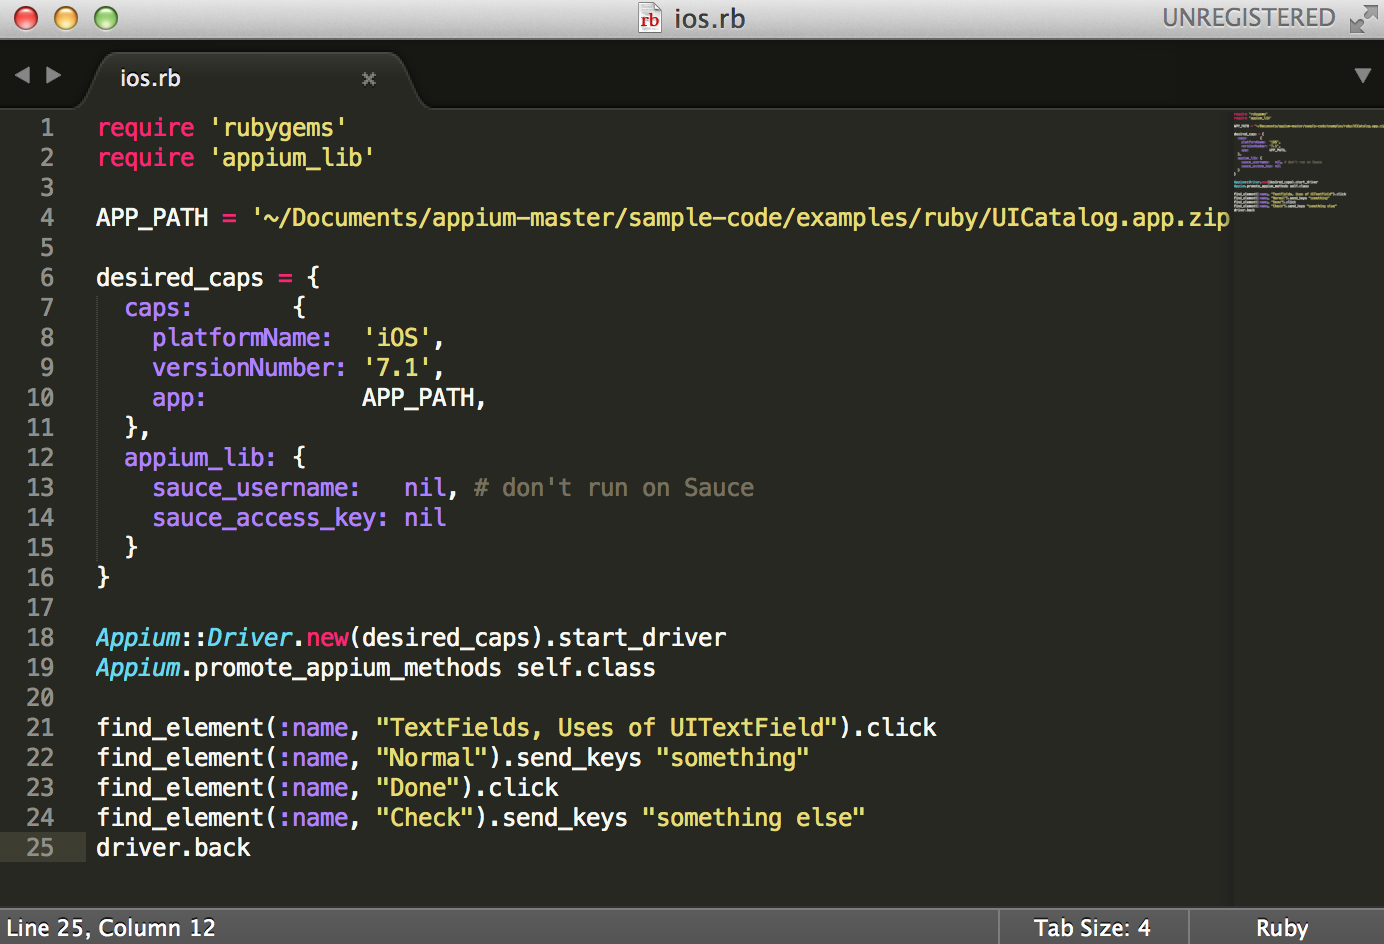 ios.rb
UNREGISTERED
ios.rb
1 require 'rubygems'
2 require 'appium_lib'
3
4 APP_PATH = '~/Documents/appium-master/sample-code/examples/ruby/UICatalog.app.zip
5
6 desired_caps = {
7   caps:       {
8     platformName:  'iOS',
9     versionNumber: '7.1',
10     app:           APP_PATH,
11   },
12   appium_lib: {
13     sauce_username:   nil, # don't run on Sauce
14     sauce_access_key: nil
15   }
16 }
17
18 Appium::Driver.new(desired_caps).start_driver
19 Appium.promote_appium_methods self.class
20
21 find_element(:name, "TextFields, Uses of UITextField").click
22 find_element(:name, "Normal").send_keys "something"
23 find_element(:name, "Done").click
24 find_element(:name, "Check").send_keys "something else"
25 driver.back
Line 25, Column 12
Tab Size: 4
Ruby